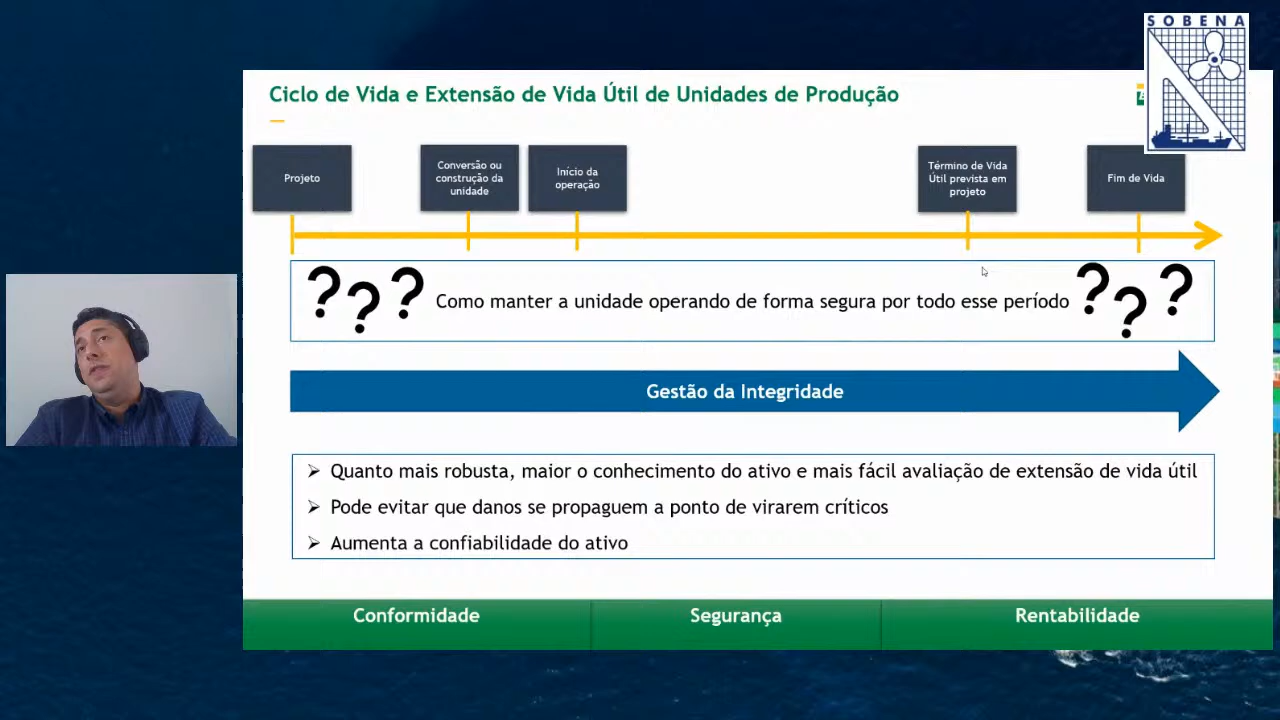 SOBENA
Ciclo de Vida e Extensão de Vida Útil de Unidades de Produção
Projeto
Conversão ou
construção da
unidade
Início da
operação
Término de Vida
Útil prevista em
projeto
Fim de Vida
??? Como manter a unidade operando de forma segura por todo esse período ???
Gestão da Integridade
➢ Quanto mais robusta, maior o conhecimento do ativo e mais fácil avaliação de extensão de vida útil
➢ Pode evitar que danos se propaguem a ponto de virarem críticos
➢ Aumenta a confiabilidade do ativo
Conformidade
Segurança
Rentabilidade